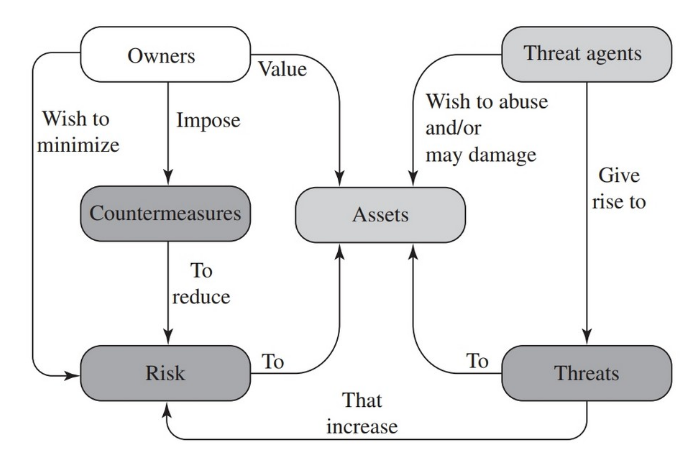 Owners
Threat agents
Value
Wish to
minimize
Impose
Wish to abuse
and/or
may damage
Give
rise to
Countermeasures
Assets
To
reduce
Risk
To
To
Threats
That
increase